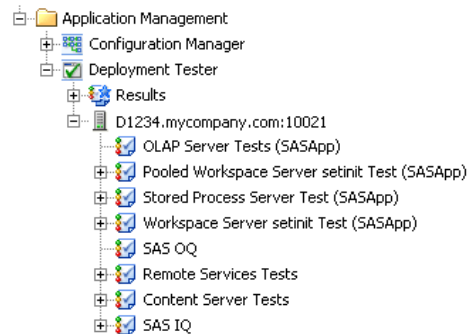 Application Management
Configuration Manager
Deployment Tester
Results
D1234.mycompany.com:10021
OLAP Server Tests (SASApp)
Pooled Workspace Server setinit Test (SASApp)
Stored Process Server Test (SASApp)
Workspace Server setinit Test (SASApp)
SAS OQ
Remote Services Tests
Content Server Tests
SAS IQ